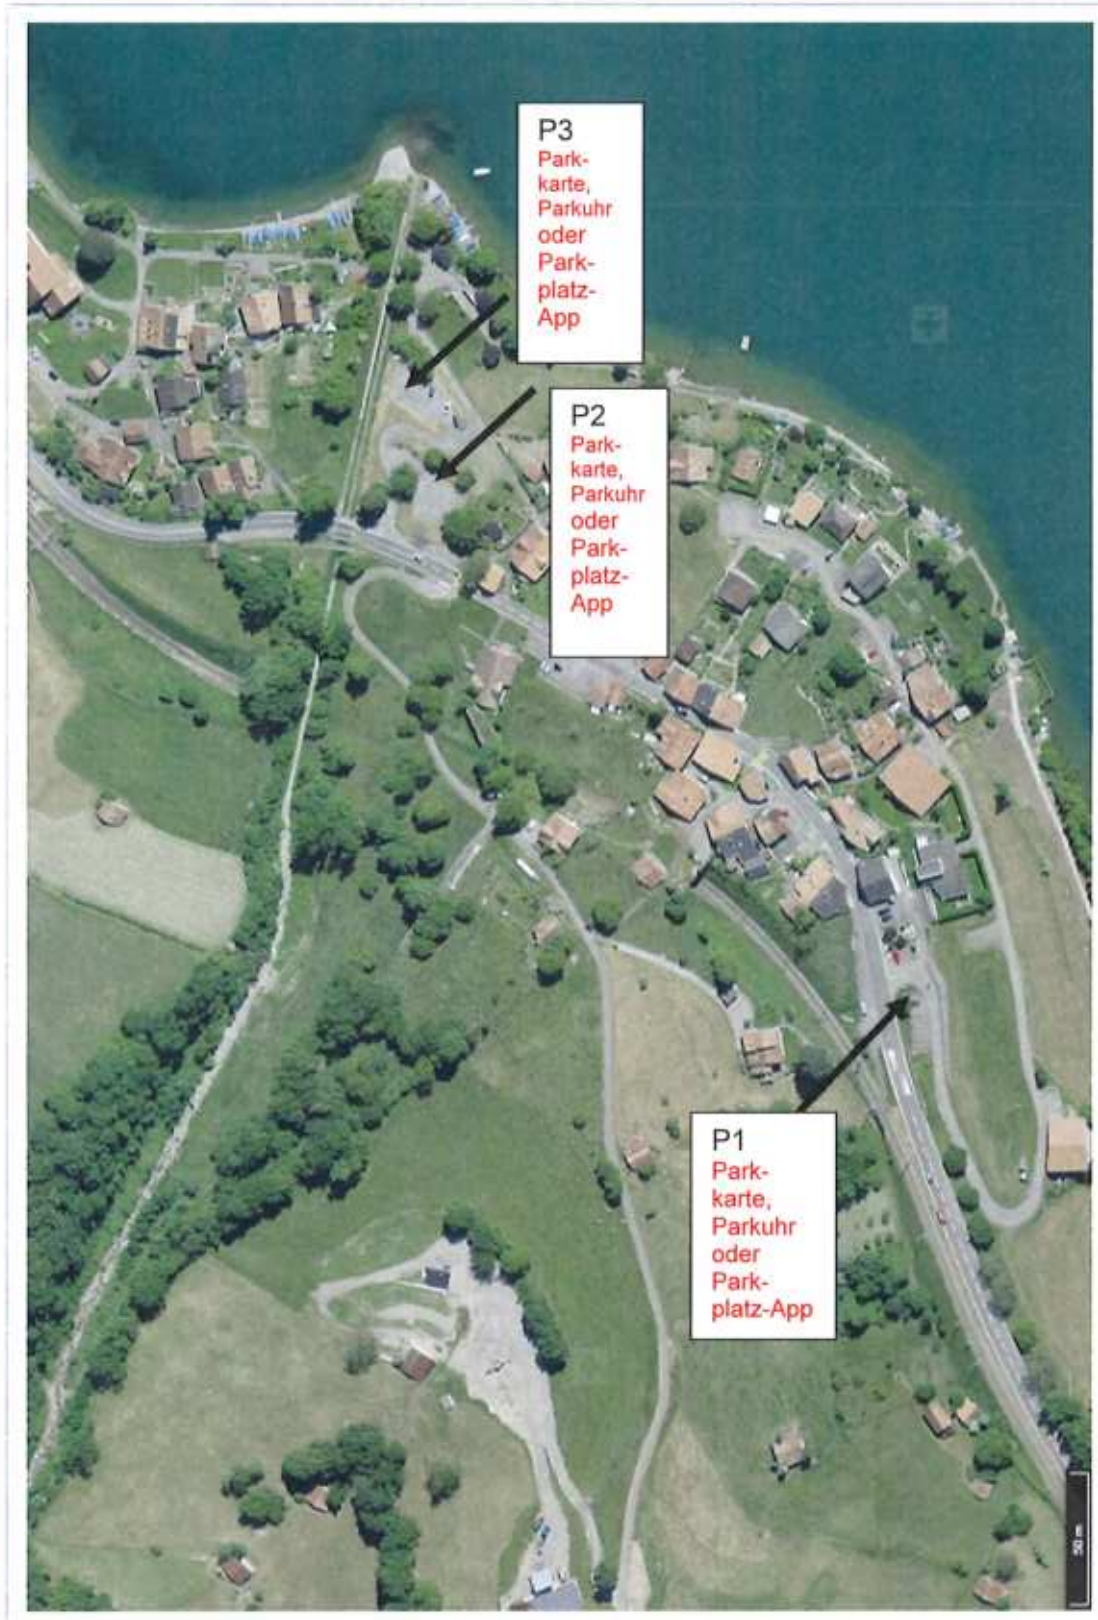 P3
Park-
karte,
Parkuhr
oder
Park-
platz-
App
P2
Park-
karte,
Parkuhr
oder
Park-
platz-
App
P1
Park-
karte,
Parkuhr
oder
Park-
platz-App
50 m